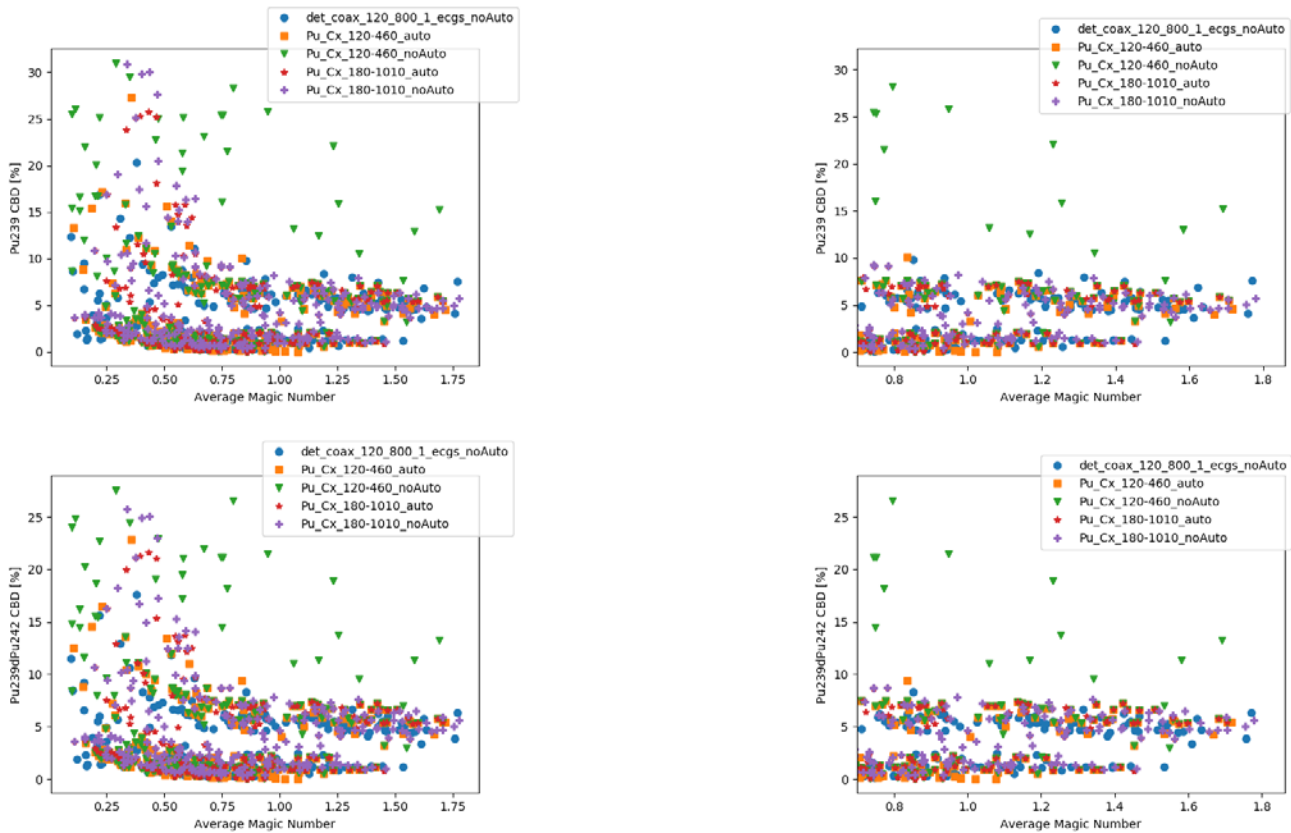 det_coax_120_800_1_ecgs_noAuto
Pu_Cx_120-460_auto
Pu_Cx_120-460_noAuto
Pu_Cx_180-1010_auto
Pu_Cx_180-1010_noAuto
30
25
20
15
10
5
0
Pu239 CBD [%]
0.25 0.50 0.75 1.00 1.25 1.50 1.75
Average Magic Number
det_coax_120_800_1_ecgs_noAuto
Pu_Cx_120-460_auto
Pu_Cx_120-460_noAuto
Pu_Cx_180-1010_auto
Pu_Cx_180-1010_noAuto
30
25
20
15
10
5
0
Pu239 CBD [%]
0.8 1.0 1.2 1.4 1.6 1.8
Average Magic Number
det_coax_120_800_1_ecgs_noAuto
Pu_Cx_120-460_auto
Pu_Cx_120-460_noAuto
Pu_Cx_180-1010_auto
Pu_Cx_180-1010_noAuto
25
20
15
10
5
0
Pu239dPu242 CBD [%]
0.25 0.50 0.75 1.00 1.25 1.50 1.75
Average Magic Number
det_coax_120_800_1_ecgs_noAuto
Pu_Cx_120-460_auto
Pu_Cx_120-460_noAuto
Pu_Cx_180-1010_auto
Pu_Cx_180-1010_noAuto
25
20
15
10
5
0
Pu239dPu242 CBD [%]
0.8 1.0 1.2 1.4 1.6 1.8
Average Magic Number